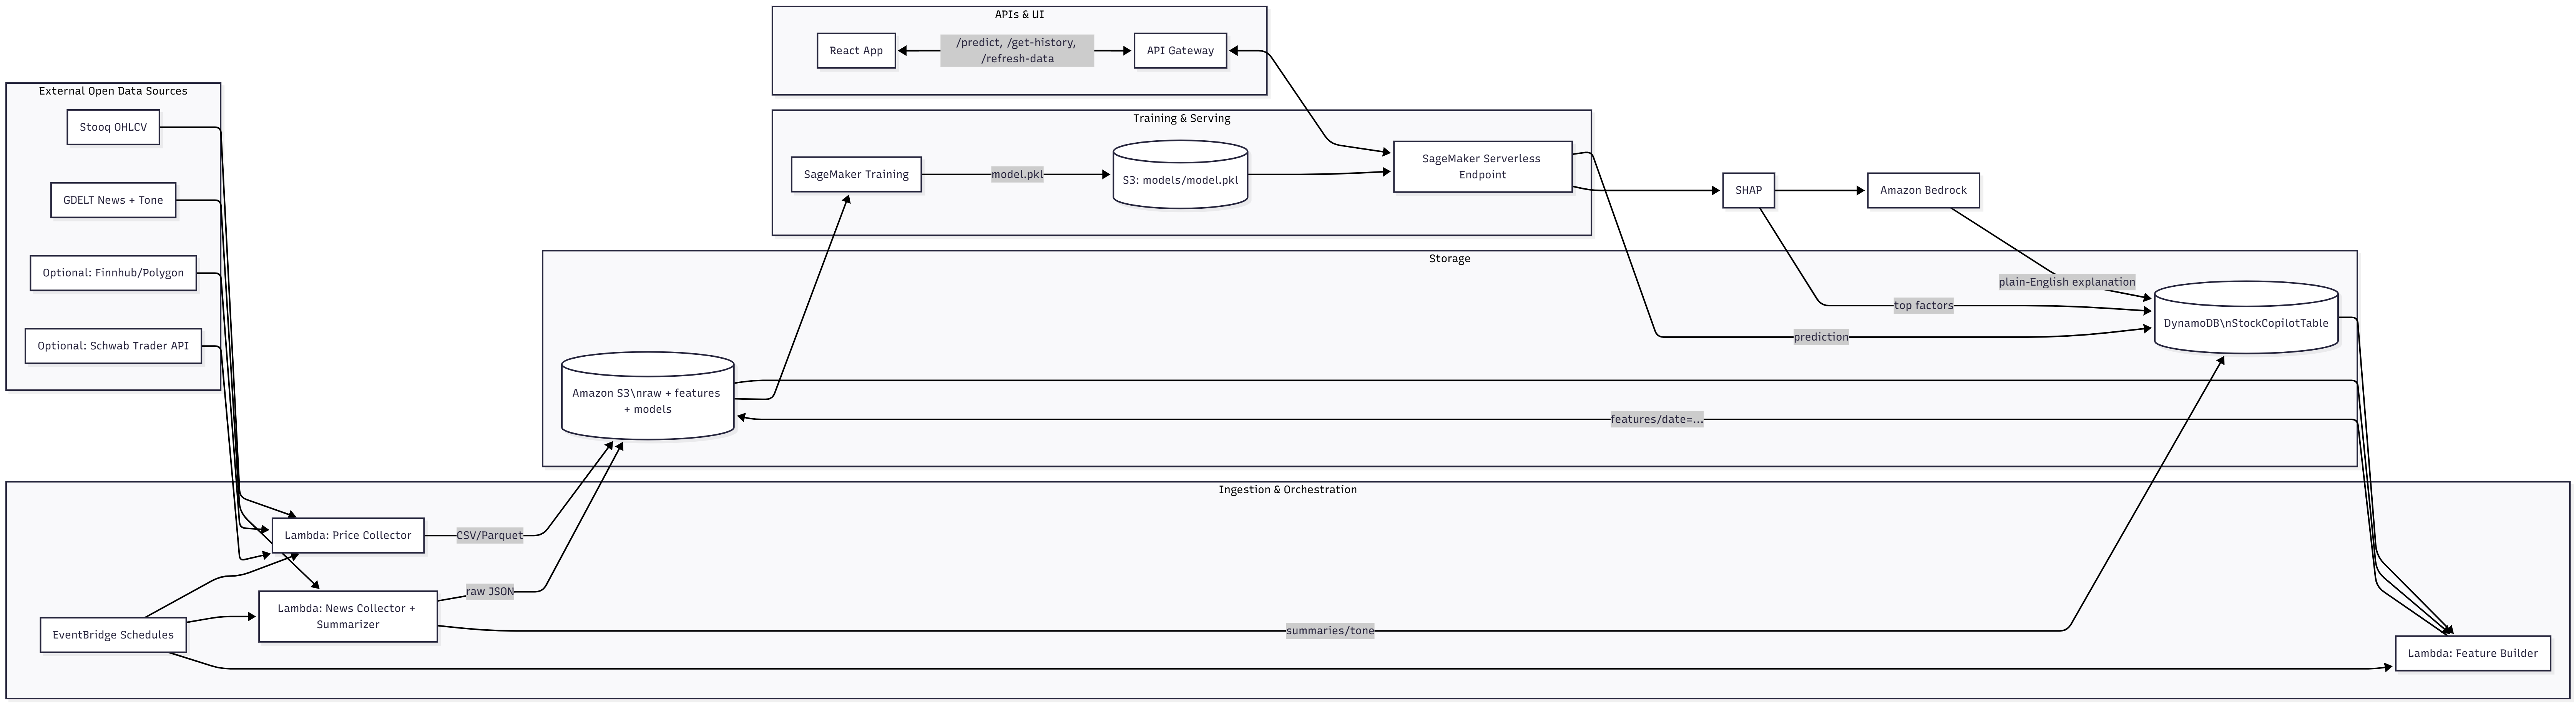 APIs & UI
React App
/predict, /get-history,
/refresh-data
API Gateway
External Open Data Sources
Stooq OHLCV
GDELT News + Tone
Optional: Finnhub/Polygon
Optional: Schwab Trader API
Training & Serving
SageMaker Training
model.pkl
S3: models/model.pkl
SageMaker Serverless
Endpoint
SHAP
Amazon Bedrock
Storage
plain-English explanation
top factors
prediction
DynamoDB\nStockCopilotTable
Amazon S3\nraw + features
+ models
features/date=...
Ingestion & Orchestration
Lambda: Price Collector
CSV/Parquet
raw JSON
Lambda: News Collector +
Summarizer
EventBridge Schedules
summaries/tone
Lambda: Feature Builder